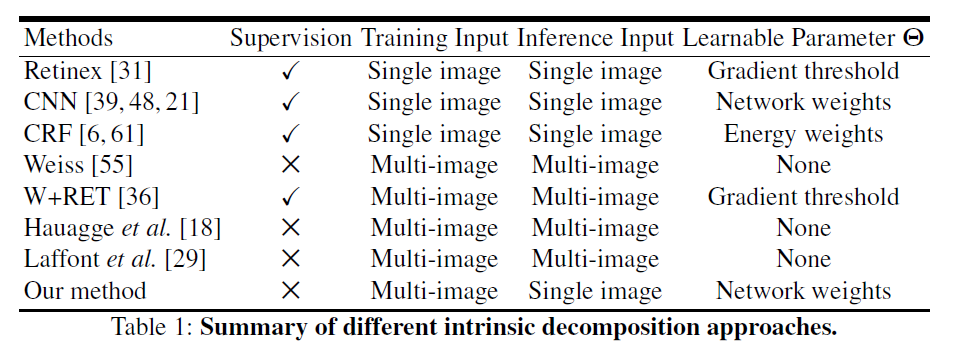 Methods Supervision Training Input Inference Input Learnable Parameter Θ
Retinex [31] ✓ Single image Single image Gradient threshold
CNN [39, 48, 21] ✓ Single image Single image Network weights
CRF [6, 61] ✓ Single image Single image Energy weights
Weiss [55] ✕ Multi-image Multi-image None
W+RET [36] ✓ Multi-image Multi-image Gradient threshold
Hauagge et al. [18] ✕ Multi-image Multi-image None
Laffont et al. [29] ✕ Multi-image Multi-image None
Our method ✕ Multi-image Single image Network weights
Table 1: Summary of different intrinsic decomposition approaches.